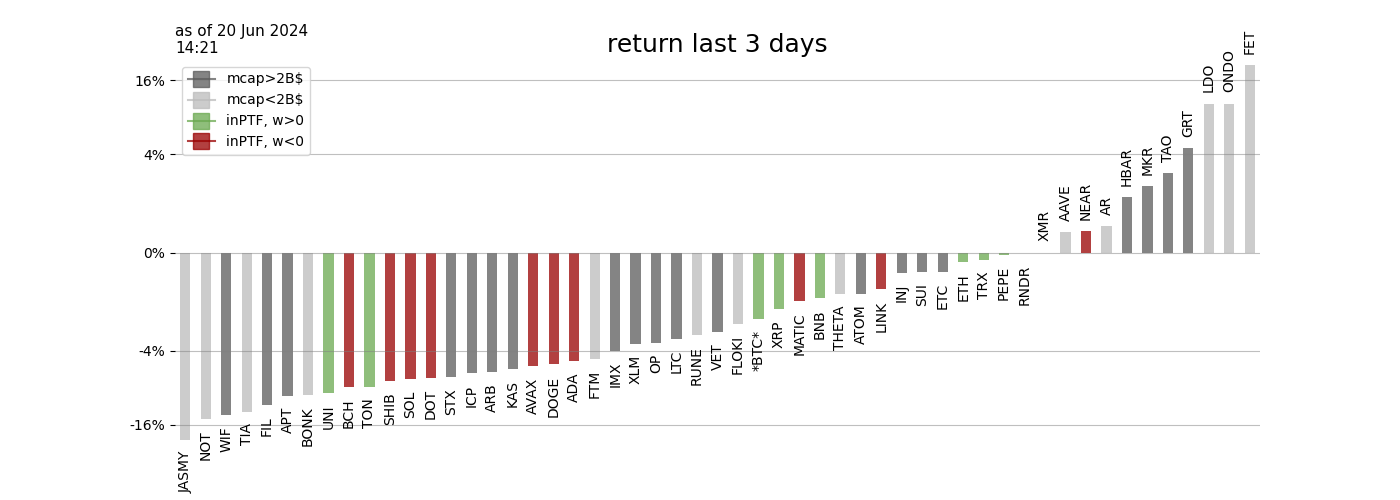 as of 20 Jun 2024
14:21
return last 3 days
mcap>2B$
mcap<2B$
inPTF, w>0
inPTF, w<0
16%
4%
0%
-4%
-16%
JASMY
NOT
WIF
TIA
FIL
APT
BONK
UNI
BCH
TON
SHIB
SOL
DOT
STX
ICP
ARB
KAS
AVAX
DOGE
ADA
FTM
IMX
XLM
OP
LTC
RUNE
VET
FLOKI
*BTC*
XRP
MATIC
BNB
THETA
ATOM
LINK
INJ
SUI
ETC
ETH
TRX
PEPE
RNDR
XMR
AAVE
NEAR
AR
HBAR
MKR
TAO
GRT
LDO
ONDO
FET